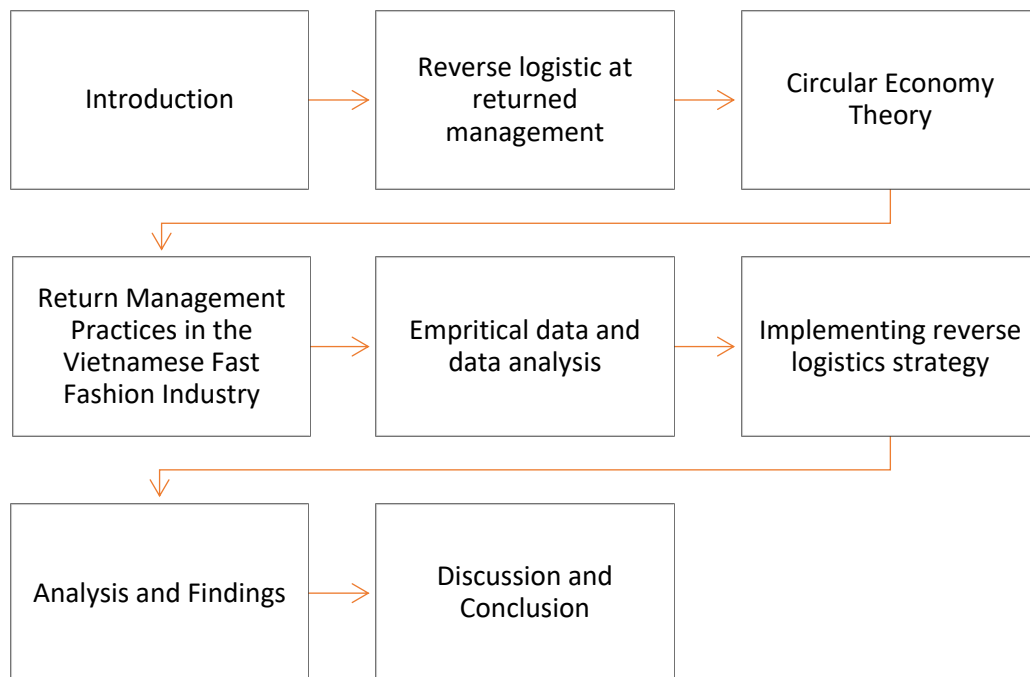 Introduction
Reverse logistic at
returned
management
Circular Economy
Theory
Return Management
Practices in the
Vietnamese Fast
Fashion Industry
Empritical data and
data analysis
Implementing reverse
logistics strategy
Analysis and Findings
Discussion and
Conclusion